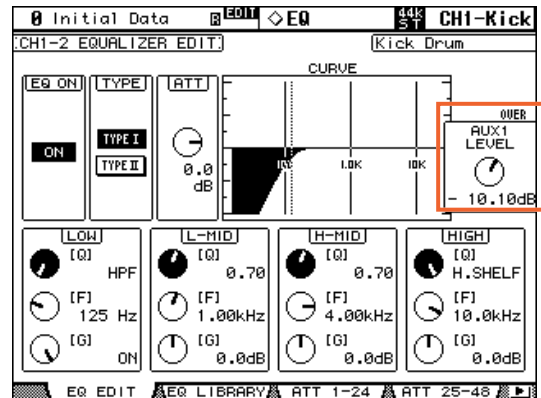 0 Initial Data EDIT ◇EQ 44K ST CH1-Kick
CH1-2 EQUALIZER EDIT
Kick Drum
CURVE
EQ ON TYPE ATT
OVER
AUX1
LEVEL
ON
TYPE I
TYPE II
0.0
dB
100 1.0K 10K
- 10.10dB
LOW L-MID H-MID HIGH
[Q] [Q] [Q] [Q]
HPF 0.70 0.70 H.SHELF
[F] [F] [F] [F]
125 Hz 1.00kHz 4.00kHz 10.0kHz
[G] [G] [G] [G]
ON 0.0dB 0.0dB 0.0dB
EQ EDIT EQ LIBRARY ATT 1-24 ATT 25-48